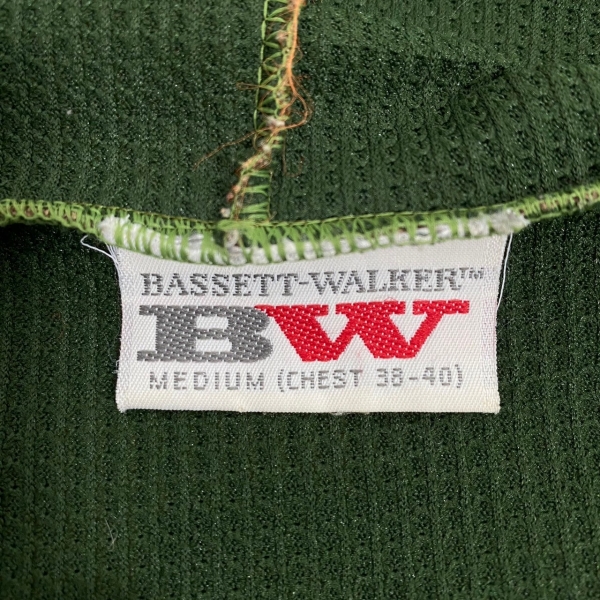 BASSETT-WALKER™
BW
MEDIUM (CHEST 38-40)